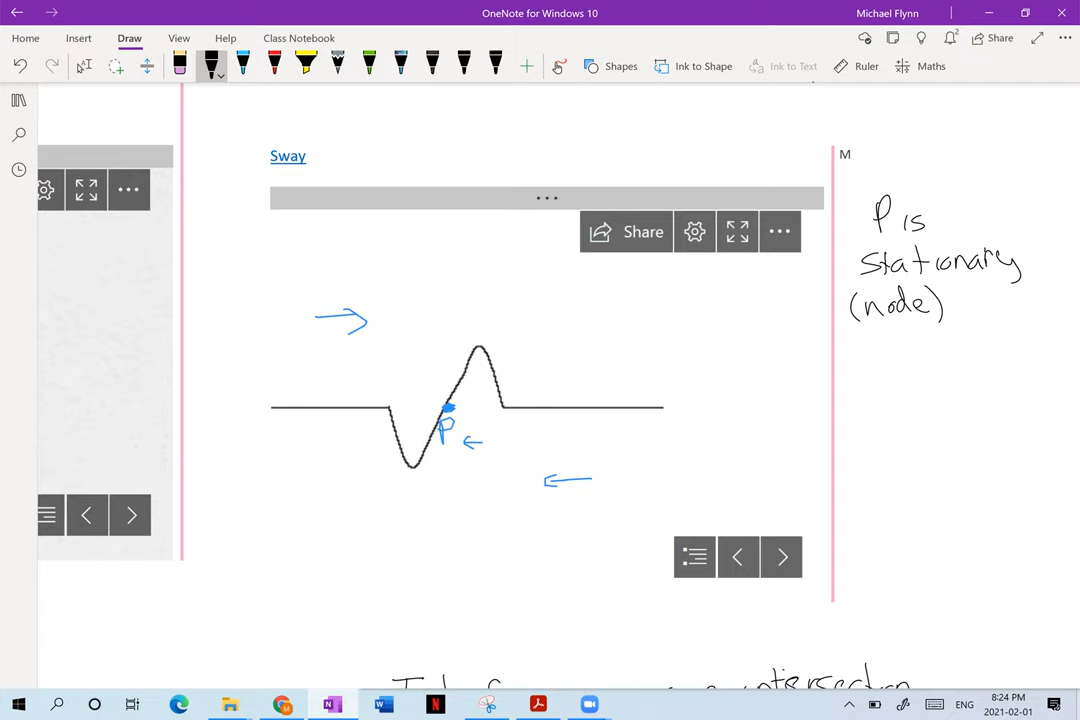 OneNote for Windows 10
Michael Flynn
Home Insert Draw View Help Class Notebook
Share
Shapes
Ink to Shape
Ink to Text
Ruler
Maths
Sway
M
Share
P is
stationary
(node)
P
intersection
ENG
8:24 PM
2021-02-01